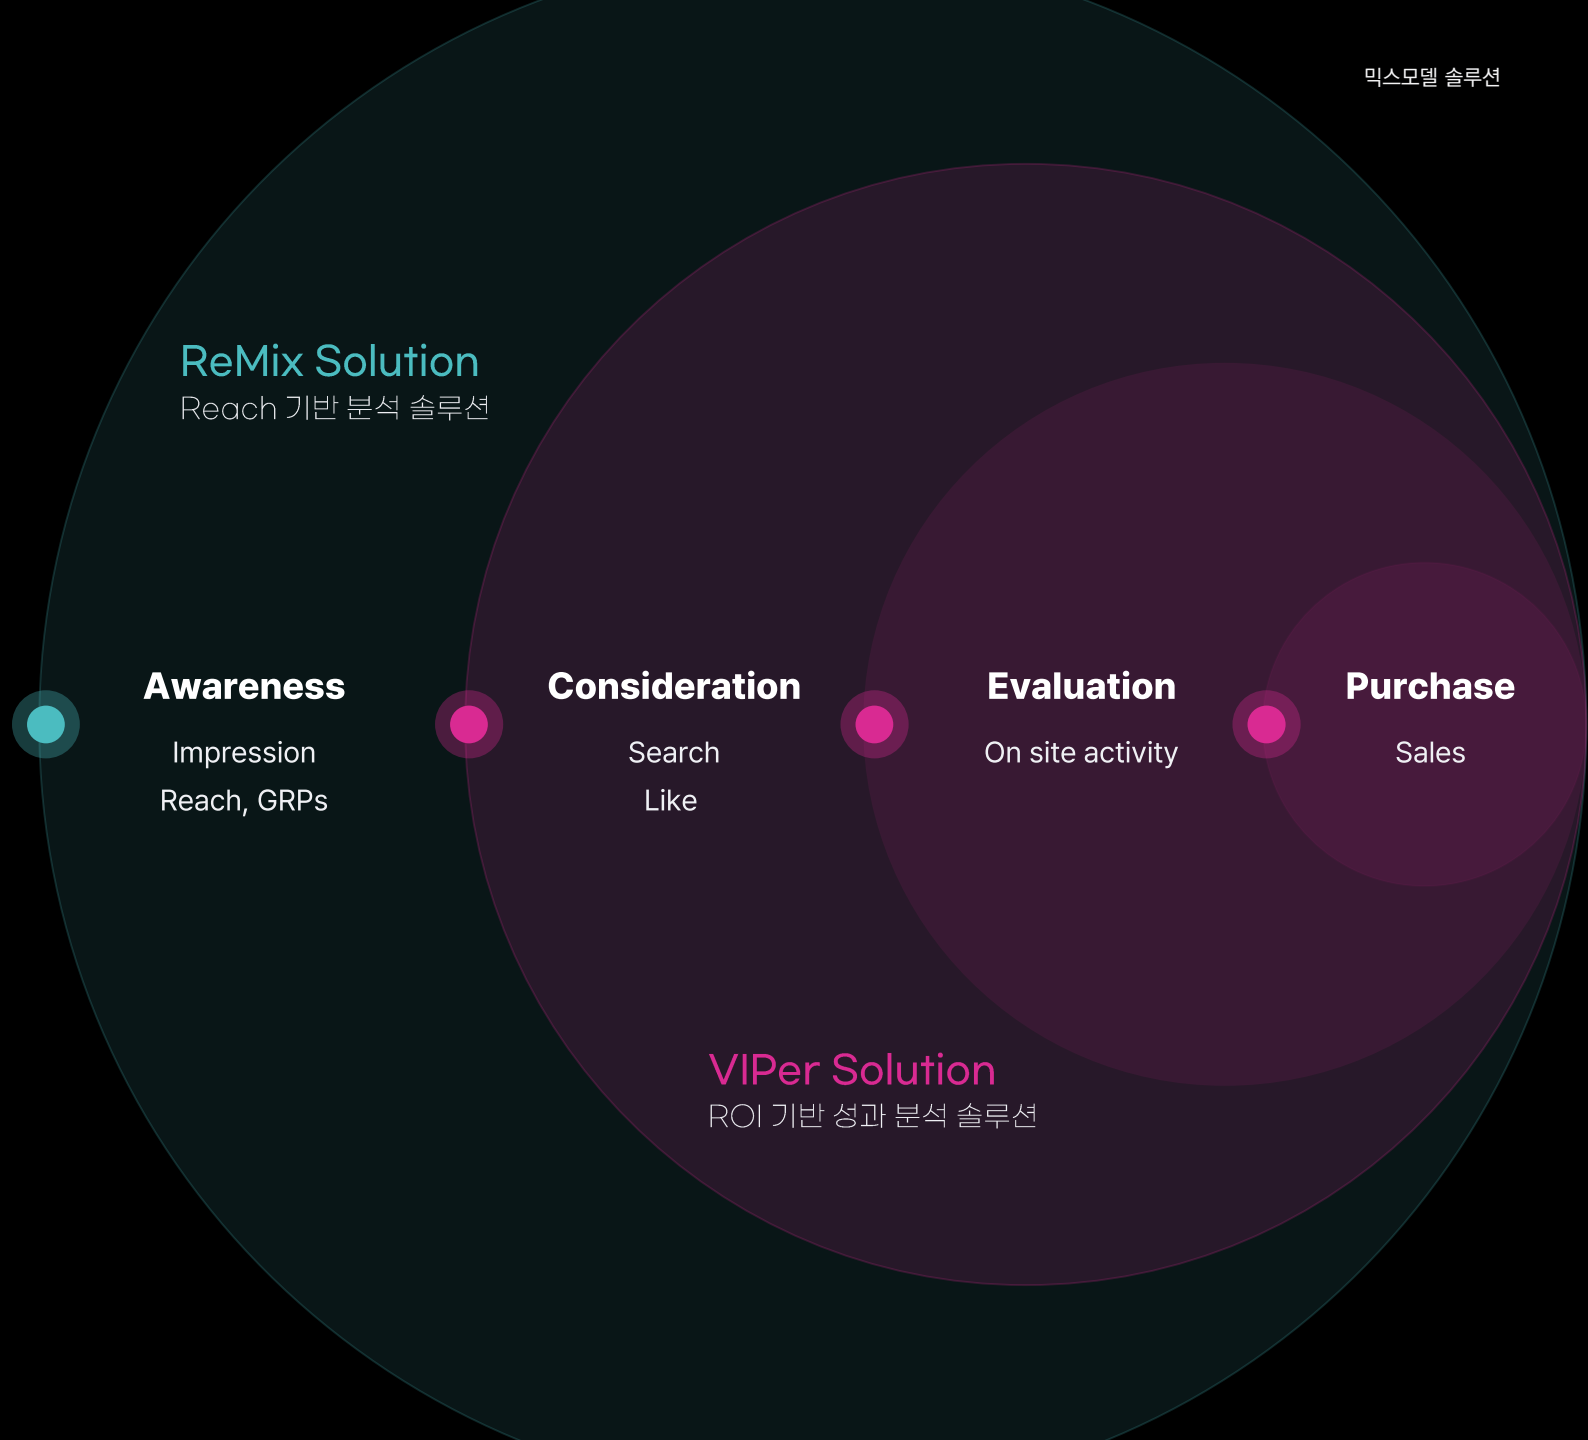 믹스모델 솔루션
ReMix Solution
Reach 기반 분석 솔루션
Awareness
Impression
Reach, GRPs
Consideration
Search
Like
Evaluation
On site activity
Purchase
Sales
VIPer Solution
ROI 기반 성과 분석 솔루션